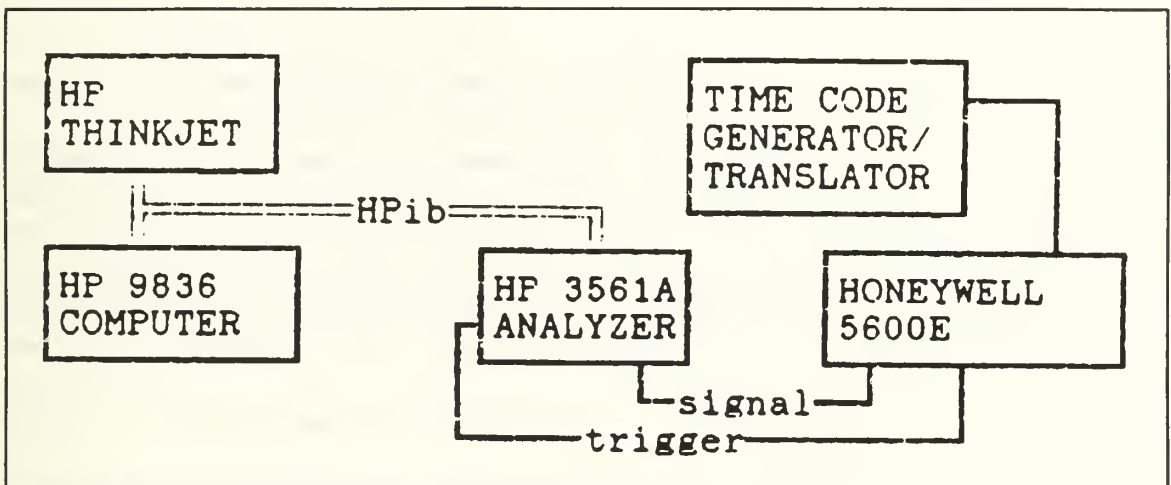 HP
THINKJET
TIME CODE
GENERATOR/
TRANSLATOR
HPib
HP 9836
COMPUTER
HP 3561A
ANALYZER
HONEYWELL
5600E
signal
trigger